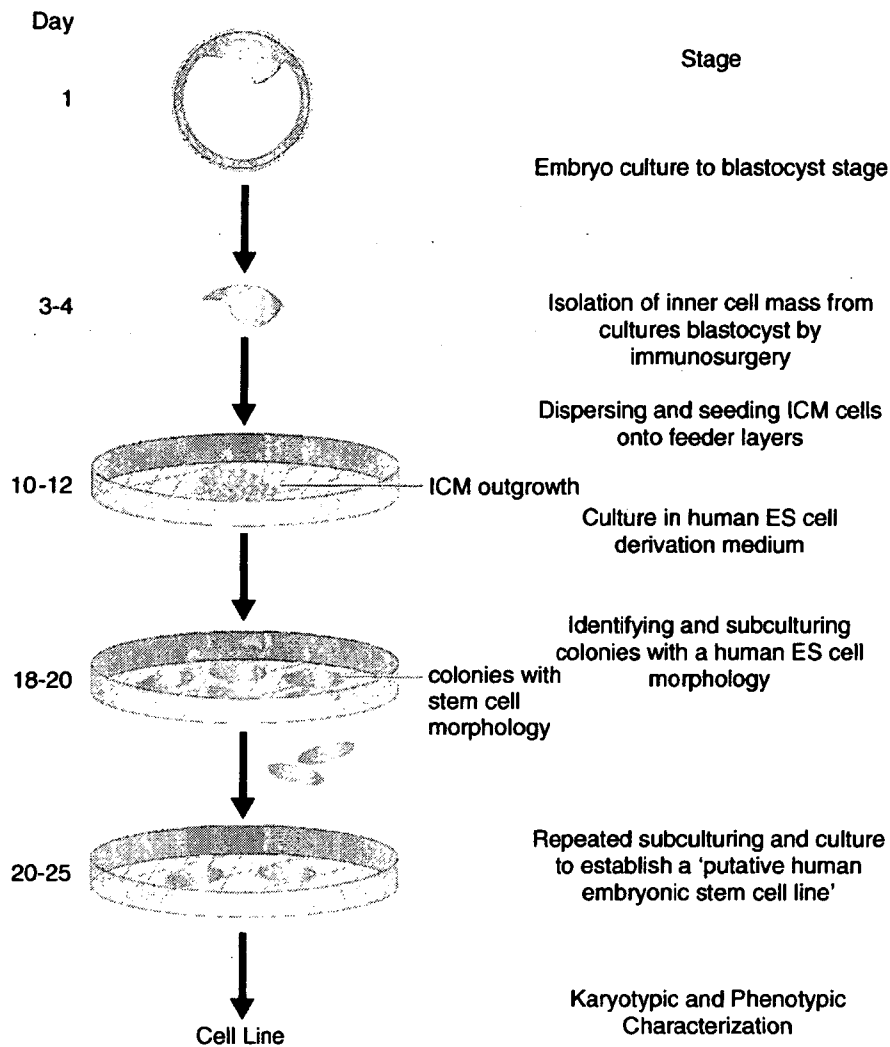 Day
Stage
1
Embryo culture to blastocyst stage
3-4
Isolation of inner cell mass from
cultures blastocyst by
immunosurgery
Dispersing and seeding ICM cells
onto feeder layers
10-12
ICM outgrowth
Culture in human ES cell
derivation medium
Identifying and subculturing
colonies with a human ES cell
morphology
18-20
colonies with
stem cell
morphology
Repeated subculturing and culture
to establish a 'putative human
embryonic stem cell line'
20-25
Karyotypic and Phenotypic
Characterization
Cell Line